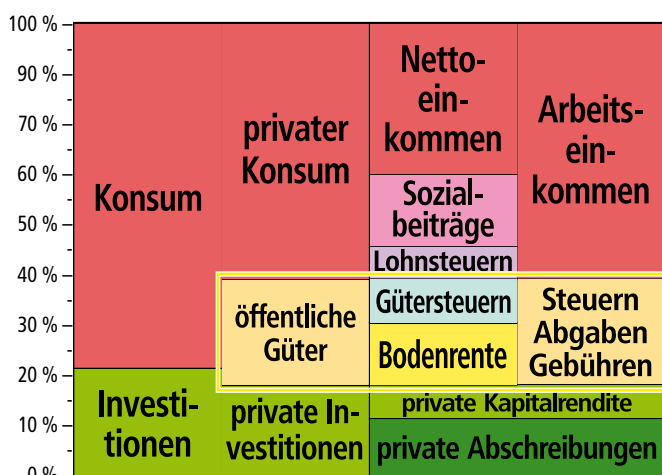 100 %
90 %
80 %
70 %
60 %
50 %
40 %
30 %
20 %
10 %
0 %
Konsum
Investi-
tionen
privater
Konsum
öffentliche
Güter
private In-
vestitionen
Netto-
ein-
kommen
Sozial-
beiträge
Lohnsteuern
Gütersteuern
Bodenrente
Arbeits-
ein-
kommen
Steuern
Abgaben
Gebühren
private Kapitalrendite
private Abschreibungen